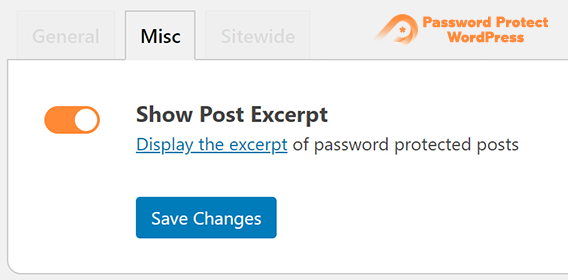 General Misc Sitewide
Password Protect
WordPress
Show Post Excerpt
Display the excerpt of password protected posts
Save Changes